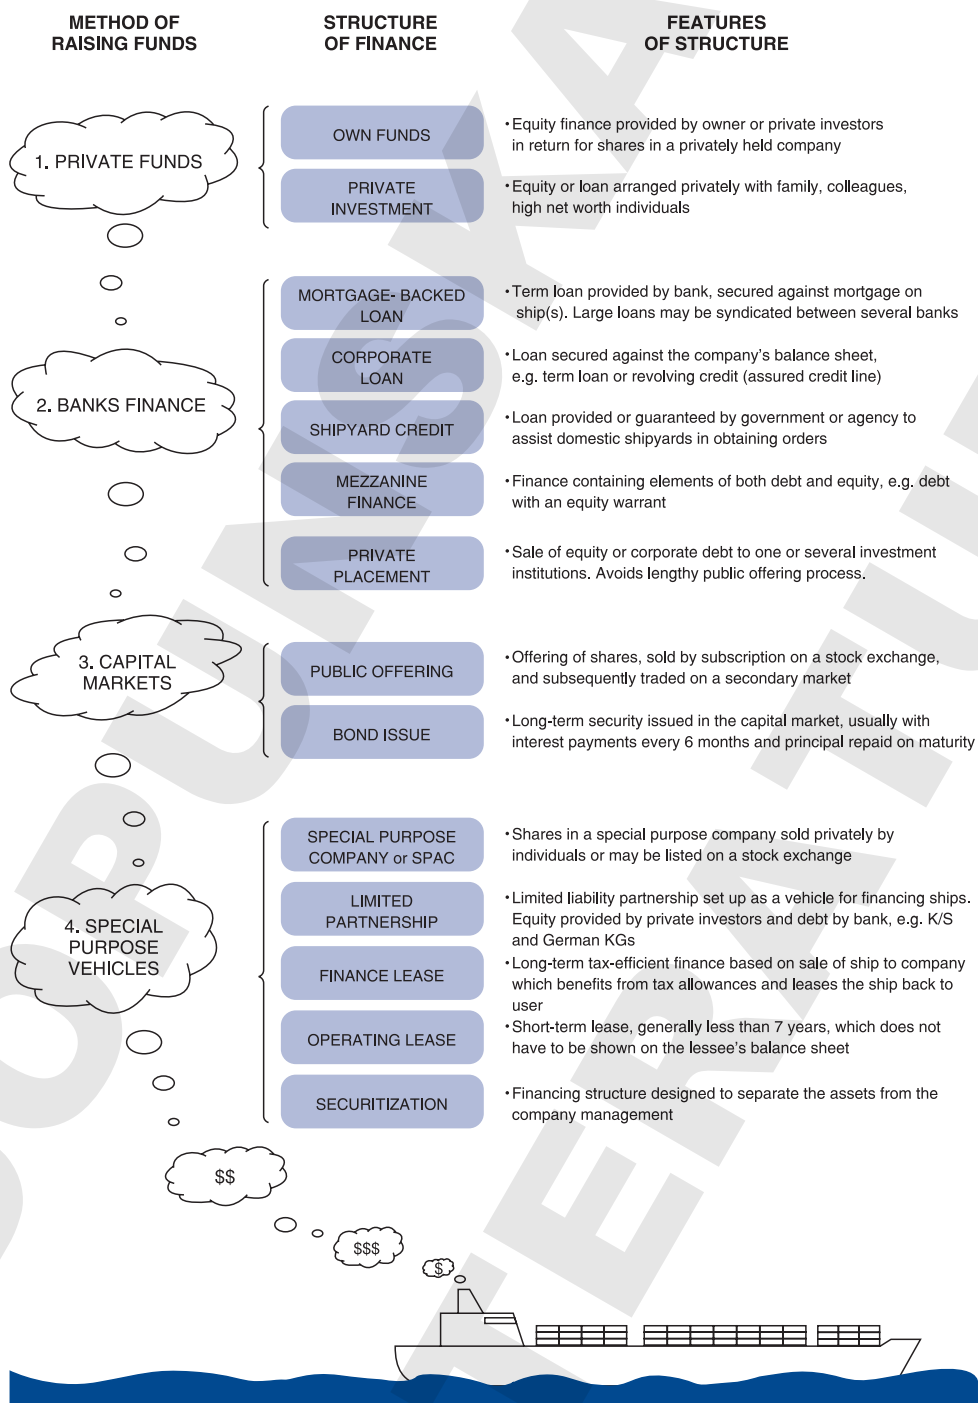 METHOD OF
RAISING FUNDS
STRUCTURE
OF FINANCE
FEATURES
OF STRUCTURE
1. PRIVATE FUNDS
OWN FUNDS
• Equity finance provided by owner or private investors
in return for shares in a privately held company
PRIVATE
INVESTMENT
• Equity or loan arranged privately with family, colleagues,
high net worth individuals
2. BANKS FINANCE
MORTGAGE- BACKED
LOAN
• Term loan provided by bank, secured against mortgage on
ship(s). Large loans may be syndicated between several banks
CORPORATE
LOAN
• Loan secured against the company's balance sheet,
e.g. term loan or revolving credit (assured credit line)
SHIPYARD CREDIT
• Loan provided or guaranteed by government or agency to
assist domestic shipyards in obtaining orders
MEZZANINE
FINANCE
• Finance containing elements of both debt and equity, e.g. debt
with an equity warrant
PRIVATE
PLACEMENT
• Sale of equity or corporate debt to one or several investment
institutions. Avoids lengthy public offering process.
3. CAPITAL
MARKETS
PUBLIC OFFERING
• Offering of shares, sold by subscription on a stock exchange,
and subsequently traded on a secondary market
BOND ISSUE
• Long-term security issued in the capital market, usually with
interest payments every 6 months and principal repaid on maturity
4. SPECIAL
PURPOSE
VEHICLES
SPECIAL PURPOSE
COMPANY or SPAC
• Shares in a special purpose company sold privately by
individuals or may be listed on a stock exchange
LIMITED
PARTNERSHIP
• Limited liability partnership set up as a vehicle for financing ships.
Equity provided by private investors and debt by bank, e.g. K/S
and German KGs
FINANCE LEASE
• Long-term tax-efficient finance based on sale of ship to company
which benefits from tax allowances and leases the ship back to
user
OPERATING LEASE
• Short-term lease, generally less than 7 years, which does not
have to be shown on the lessee's balance sheet
SECURITIZATION
• Financing structure designed to separate the assets from the
company management
$$
$$$
$